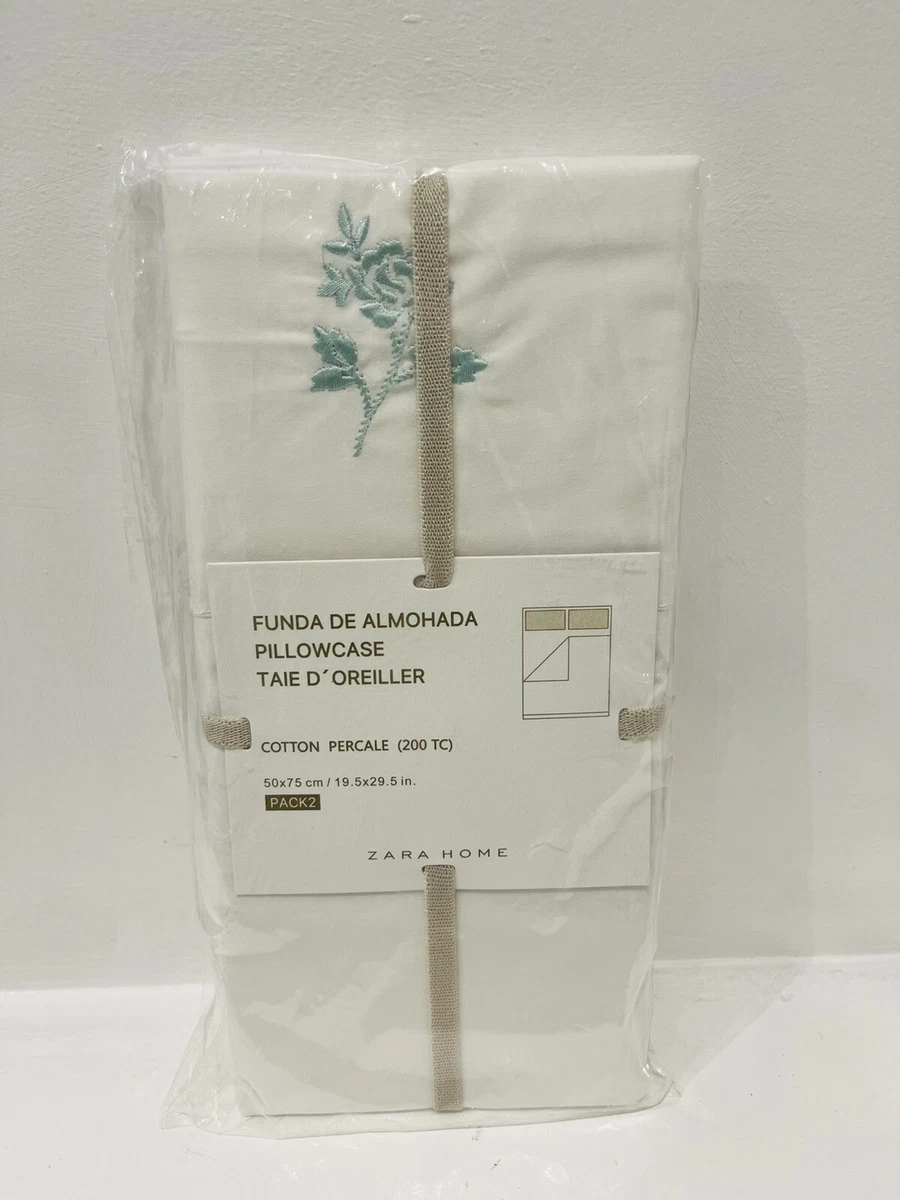 FUNDA DE ALMOHADA
PILLOWCASE
TAIE D´OREILLER
COTTON PERCALE (200 TC)
50x75 cm / 19.5x29.5 in.
PACK2
ZARA HOME